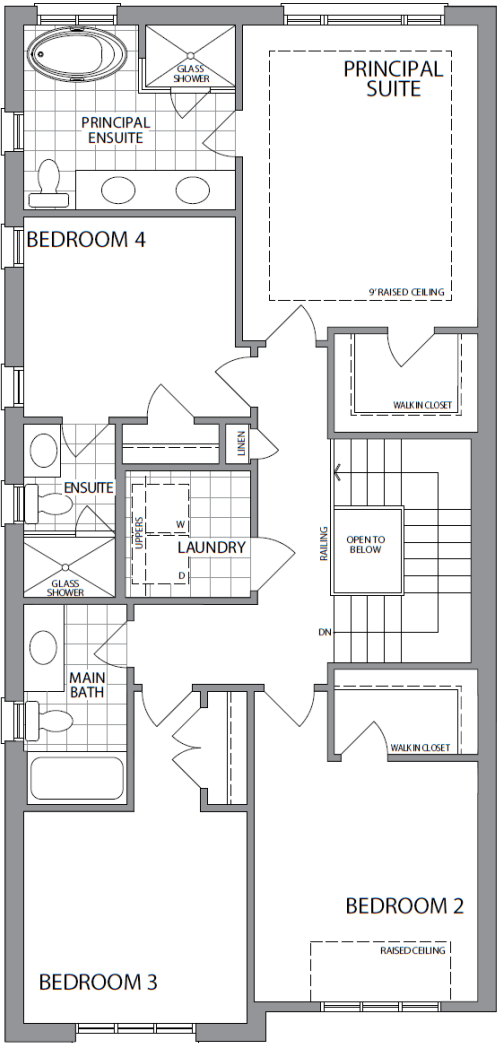 PRINCIPAL
SUITE
GLASS
SHOWER
PRINCIPAL
ENSUITE
BEDROOM 4
9' RAISED CEILING
WALK IN CLOSET
LINEN
ENSUITE
UPPERS
W
LAUNDRY
D
RAILING
OPEN TO
BELOW
GLASS
SHOWER
DN
MAIN
BATH
WALK IN CLOSET
BEDROOM 2
RAISED CEILING
BEDROOM 3